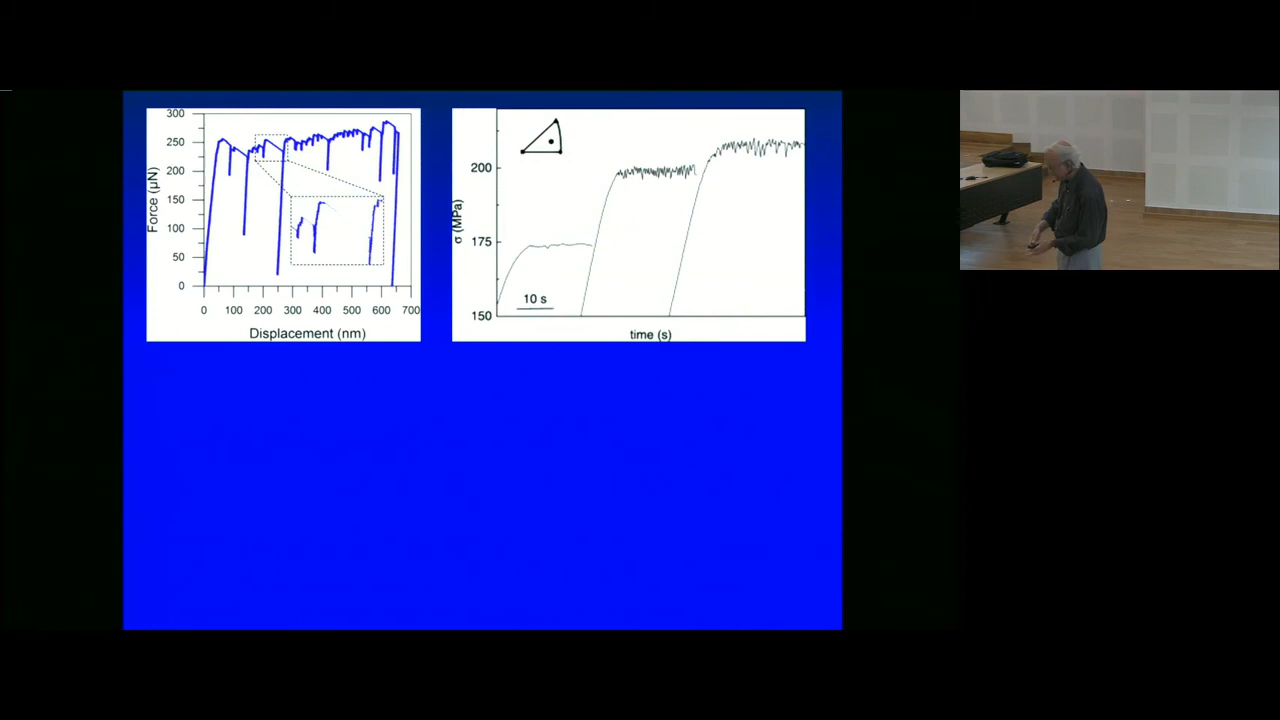 300
250
200
150
100
50
0
Force (μN)
0 100 200 300 400 500 600 700
Displacement (nm)
200
175
150
σ (MPa)
10 s
time (s)